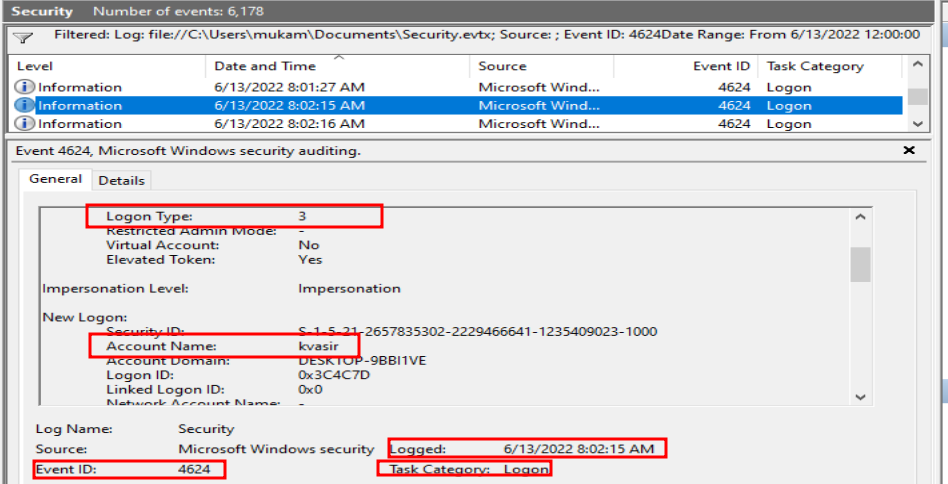 Security Number of events: 6,178
Filtered: Log: file://C:\Users\mukam\Documents\Security.evtx; Source: ; Event ID: 4624Date Range: From 6/13/2022 12:00:00
Level Date and Time Source Event ID Task Category
Information 6/13/2022 8:01:27 AM Microsoft Wind... 4624 Logon
Information 6/13/2022 8:02:15 AM Microsoft Wind... 4624 Logon
Information 6/13/2022 8:02:16 AM Microsoft Wind... 4624 Logon
Event 4624, Microsoft Windows security auditing.
General Details
Logon Type: 3
Restricted Admin Mode: -
Virtual Account: No
Elevated Token: Yes
Impersonation Level: Impersonation
New Logon:
Security ID: S-1-5-21-2657835302-2229466641-1235409023-1000
Account Name: kvasir
Account Domain: DESKTOP-9BBI1VE
Logon ID: 0x3C4C7D
Linked Logon ID: 0x0
Network Account Name: -
Log Name: Security
Source: Microsoft Windows security Logged: 6/13/2022 8:02:15 AM
Event ID: 4624 Task Category: Logon